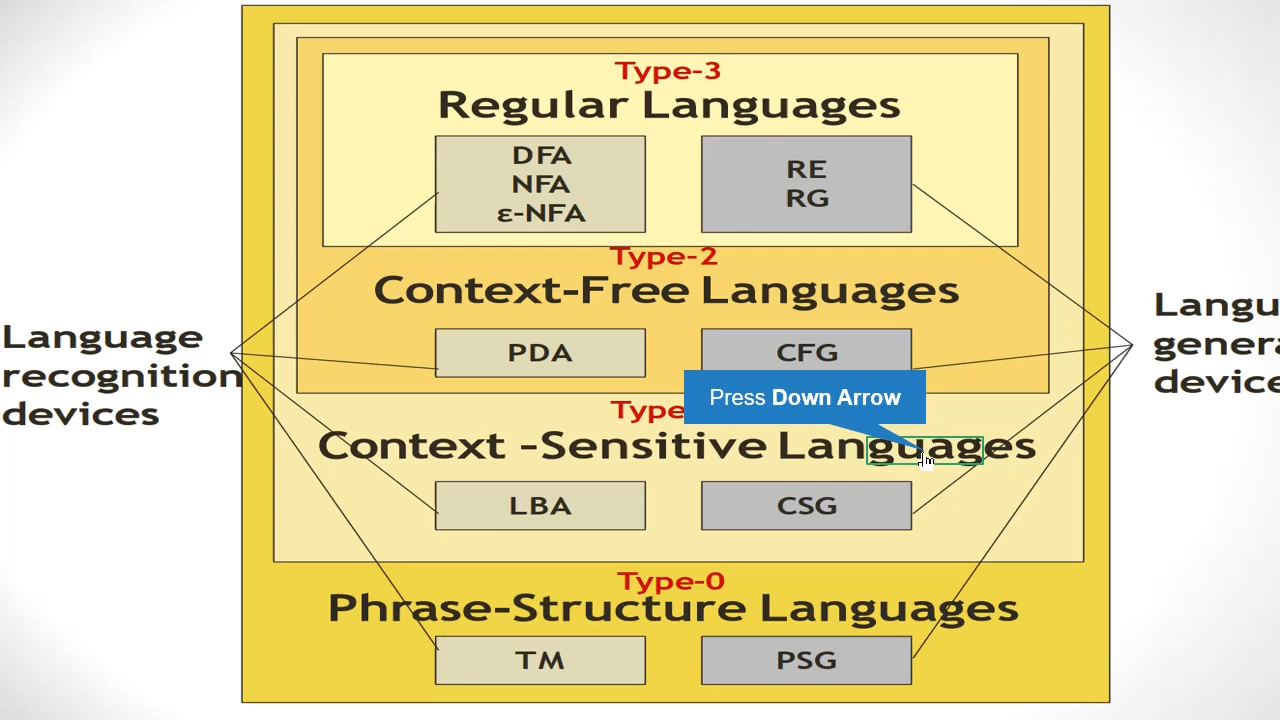 Type-3
Regular Languages
DFA
NFA
ε-NFA
RE
RG
Type-2
Context-Free Languages
PDA
CFG
Press Down Arrow
Context -Sensitive Languages
LBA
CSG
Type-0
Phrase-Structure Languages
TM
PSG
Language
recognition
devices